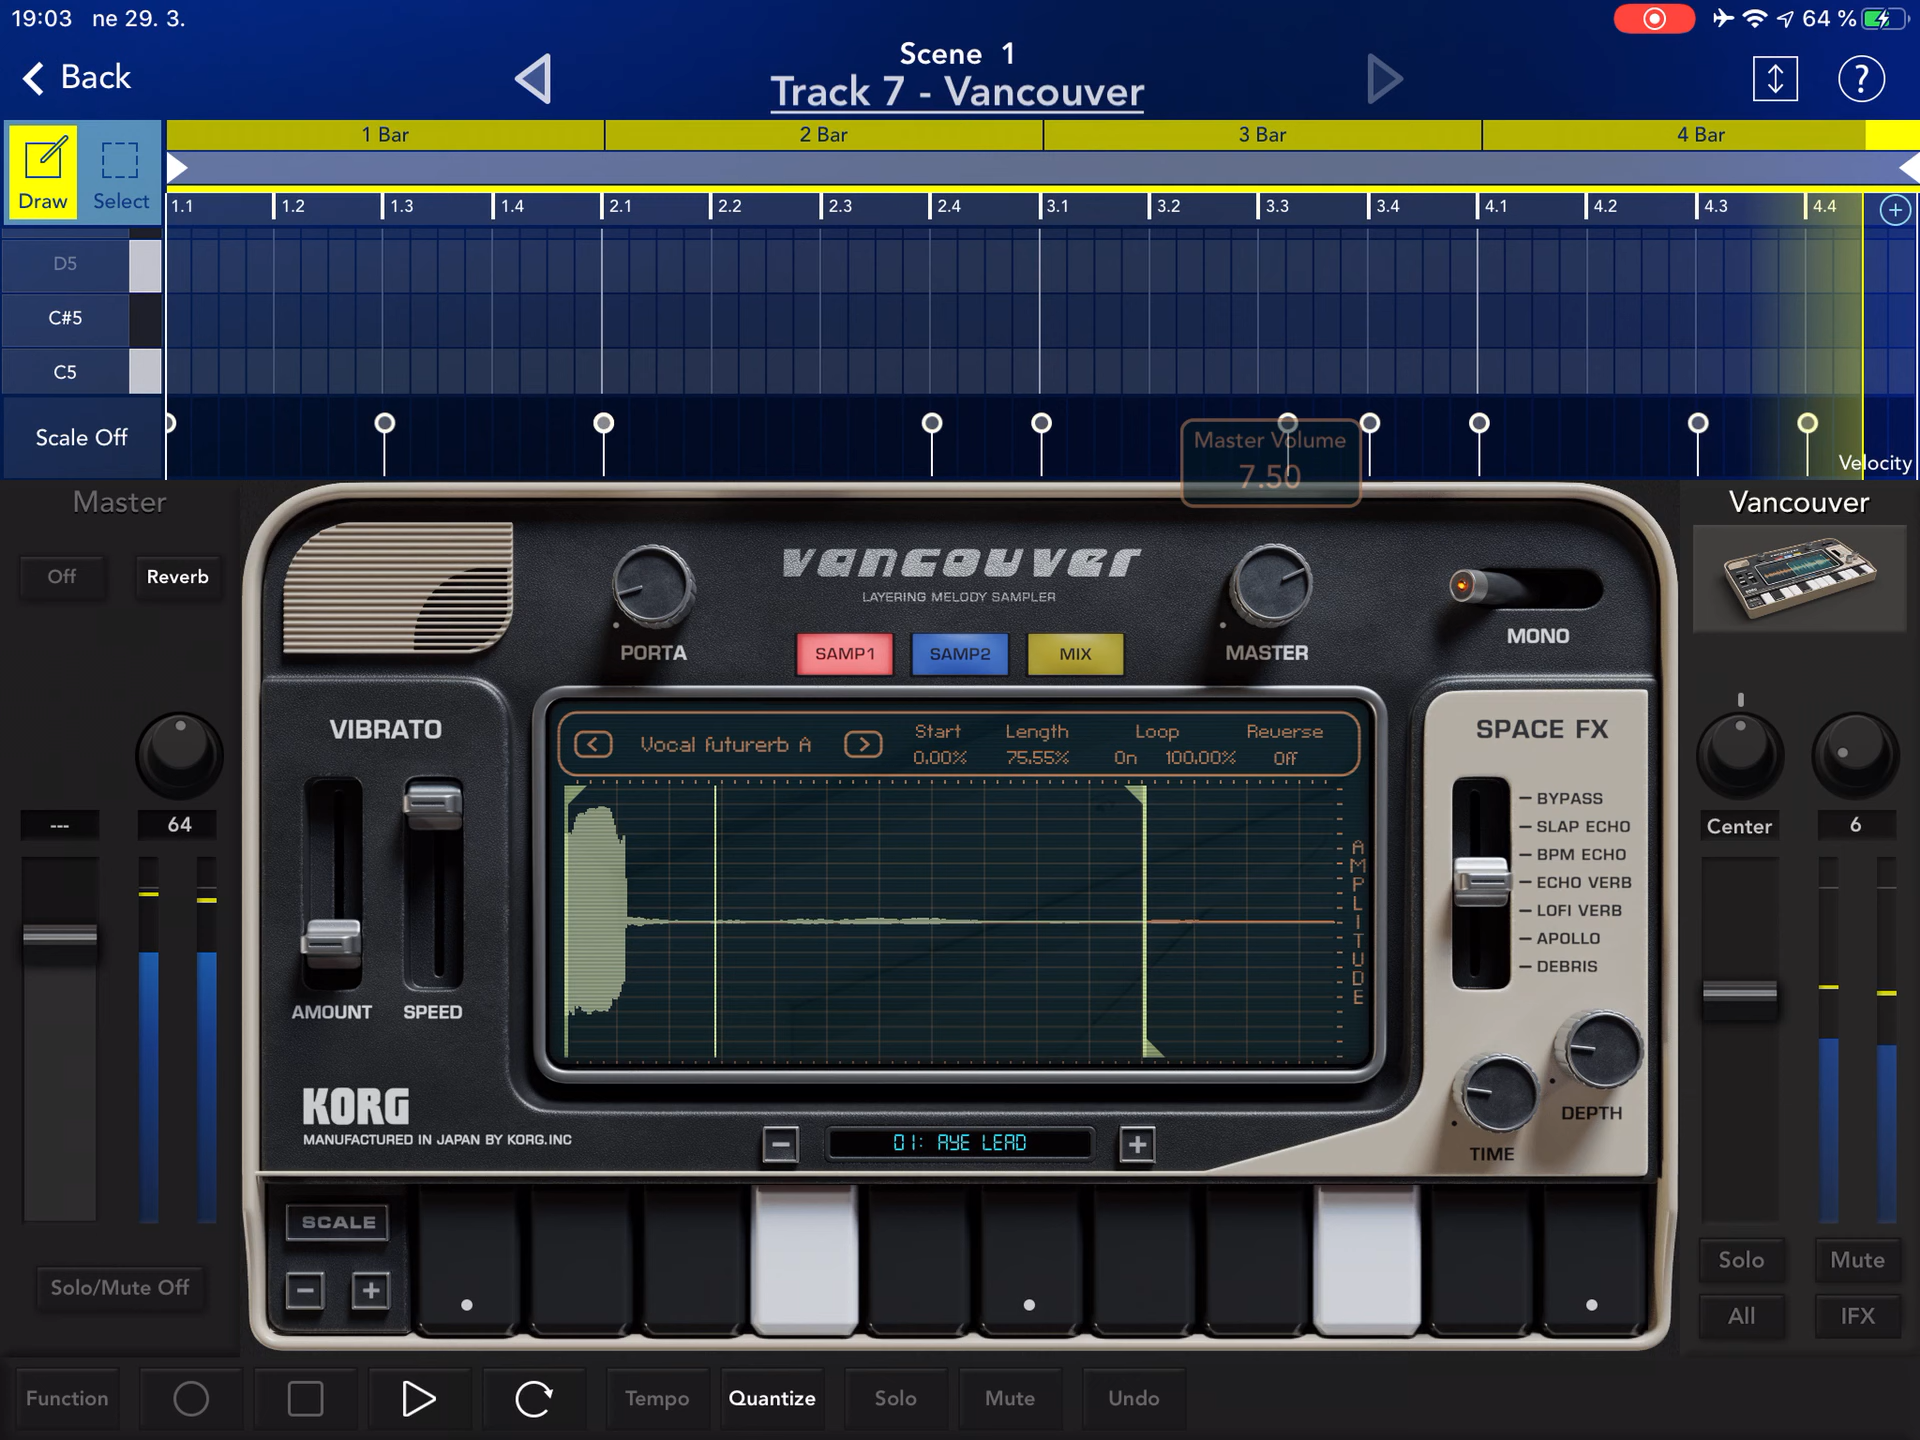 19:03 ne 29. 3.
64 %
Scene 1
Back
Track 7 - Vancouver
?
1 Bar 2 Bar 3 Bar 4 Bar
Draw Select
1.1 1.2 1.3 1.4 2.1 2.2 2.3 2.4 3.1 3.2 3.3 3.4 4.1 4.2 4.3 4.4
D5
C#5
C5
Scale Off
Master Volume
7.50
Velocity
Master
Vancouver
Off Reverb
vancouver
LAYERING MELODY SAMPLER
PORTA
SAMP1 SAMP2 MIX
MASTER
MONO
VIBRATO
AMOUNT SPEED
Start Length Loop Reverse
Vocal futurerb A
0.00% 75.55% On 100.00% Off
AMPLITUDE
SPACE FX
BYPASS
SLAP ECHO
BPM ECHO
ECHO VERB
LOFI VERB
APOLLO
DEBRIS
DEPTH
TIME
--- 64
Center 6
KORG
MANUFACTURED IN JAPAN BY KORG.INC
01: AYE LEAD
SCALE
Solo/Mute Off
Solo Mute
All IFX
Function Tempo Quantize Solo Mute Undo